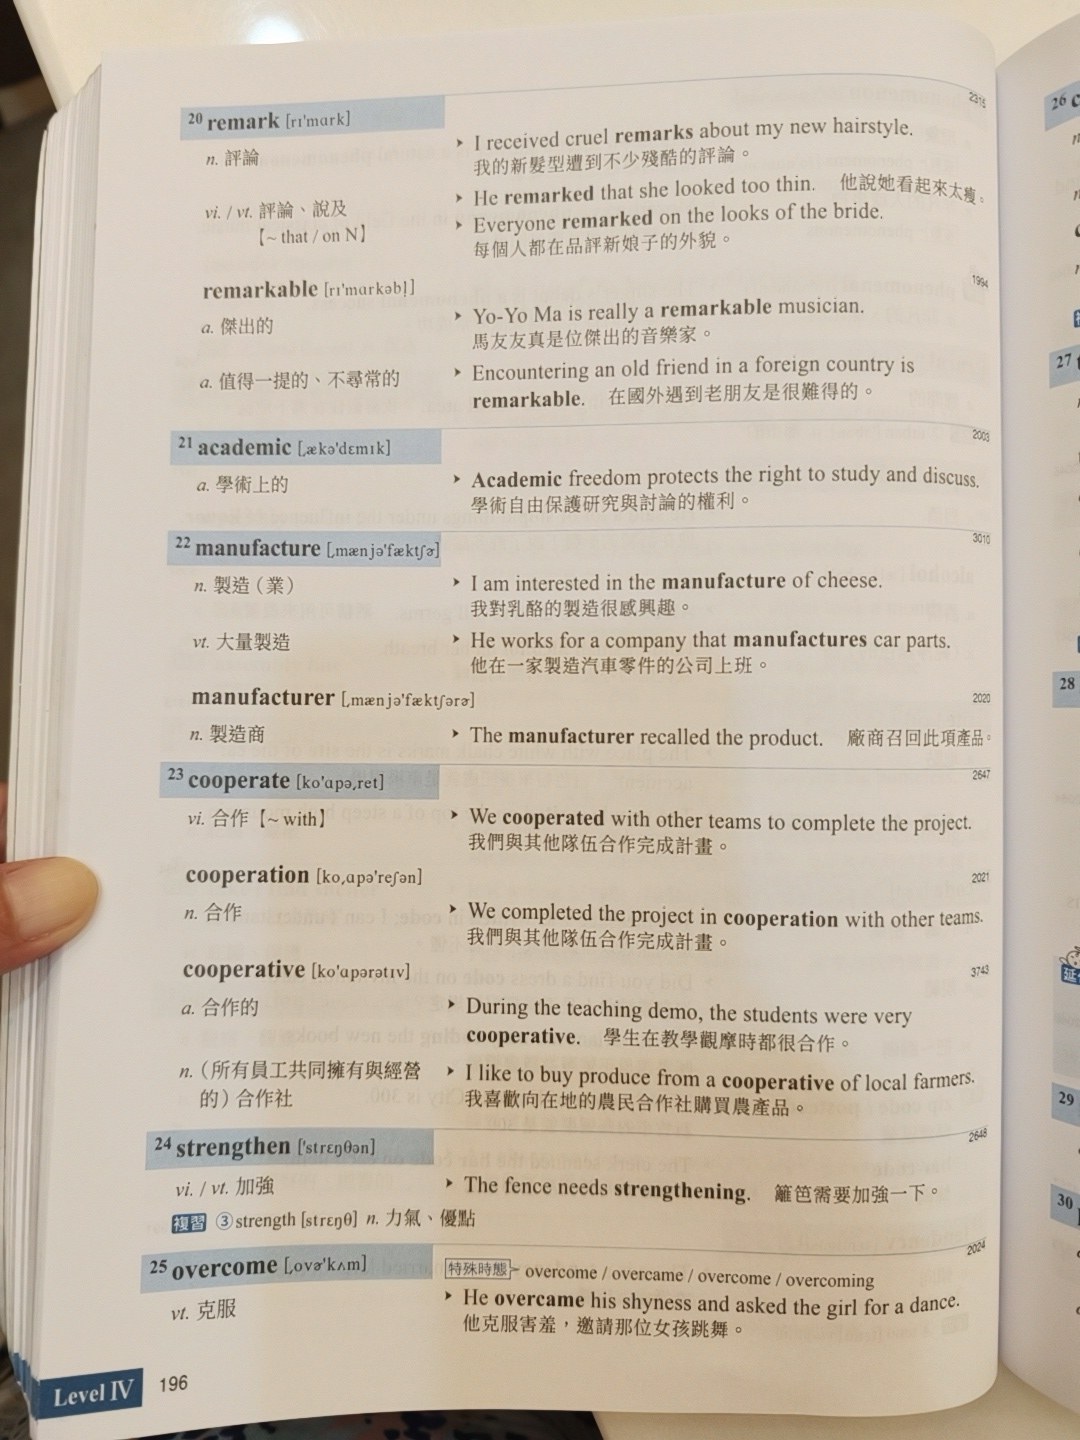 2315
20 remark [rɪˈmɑrk]
n. 評論
➤ I received cruel remarks about my new hairstyle.
我的新髮型遭到不少殘酷的評論。
vi. / vt. 評論、說及
【~ that / on N】
➤ He remarked that she looked too thin. 他說她看起來太瘦。
➤ Everyone remarked on the looks of the bride.
每個人都在品評新娘子的外貌。
1994
remarkable [rɪˈmɑrkəbl̩]
a. 傑出的
➤ Yo-Yo Ma is really a remarkable musician.
馬友友真是位傑出的音樂家。
a. 值得一提的、不尋常的
➤ Encountering an old friend in a foreign country is
remarkable. 在國外遇到老朋友是很難得的。
2003
21 academic [ˌækəˈdɛmɪk]
a. 學術上的
➤ Academic freedom protects the right to study and discuss.
學術自由保護研究與討論的權利。
3010
22 manufacture [ˌmænjəˈfæktʃɚ]
n. 製造（業）
➤ I am interested in the manufacture of cheese.
我對乳酪的製造很感興趣。
vt. 大量製造
➤ He works for a company that manufactures car parts.
他在一家製造汽車零件的公司上班。
2020
manufacturer [ˌmænjəˈfæktʃərɚ]
n. 製造商
➤ The manufacturer recalled the product. 廠商召回此項產品。
2647
23 cooperate [koˈɑpəˌret]
vi. 合作【~ with】
➤ We cooperated with other teams to complete the project.
我們與其他隊伍合作完成計畫。
2021
cooperation [koˌɑpəˈreʃən]
n. 合作
➤ We completed the project in cooperation with other teams.
我們與其他隊伍合作完成計畫。
3743
cooperative [koˈɑpərətɪv]
a. 合作的
➤ During the teaching demo, the students were very
cooperative. 學生在教學觀摩時都很合作。
n.（所有員工共同擁有與經營
的）合作社
➤ I like to buy produce from a cooperative of local farmers.
我喜歡向在地的農民合作社購買農產品。
2648
24 strengthen [ˈstrɛŋθən]
vi. / vt. 加強
➤ The fence needs strengthening. 籬笆需要加強一下。
複習 ③ strength [strɛŋθ] n. 力氣、優點
2024
25 overcome [ˌovɚˈkʌm]
特殊時態 overcome / overcame / overcome / overcoming
vt. 克服
➤ He overcame his shyness and asked the girl for a dance.
他克服害羞，邀請那位女孩跳舞。
Level IV 196
26
27
28
29
30